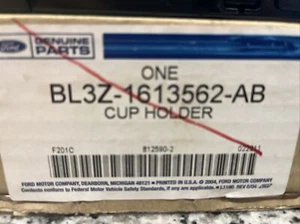 Ford GENUINE
PARTS
ONE
BL3Z-1613562-AB
CUP HOLDER
F201C 812590-2
FORD MOTOR COMPANY, DEARBORN, MICHIGAN 48121 • PRINTED IN U.S.A. © 2004, FORD MOTOR COMPANY
Contents conform to Federal Motor Vehicle Safety Standards, if any are applicable.